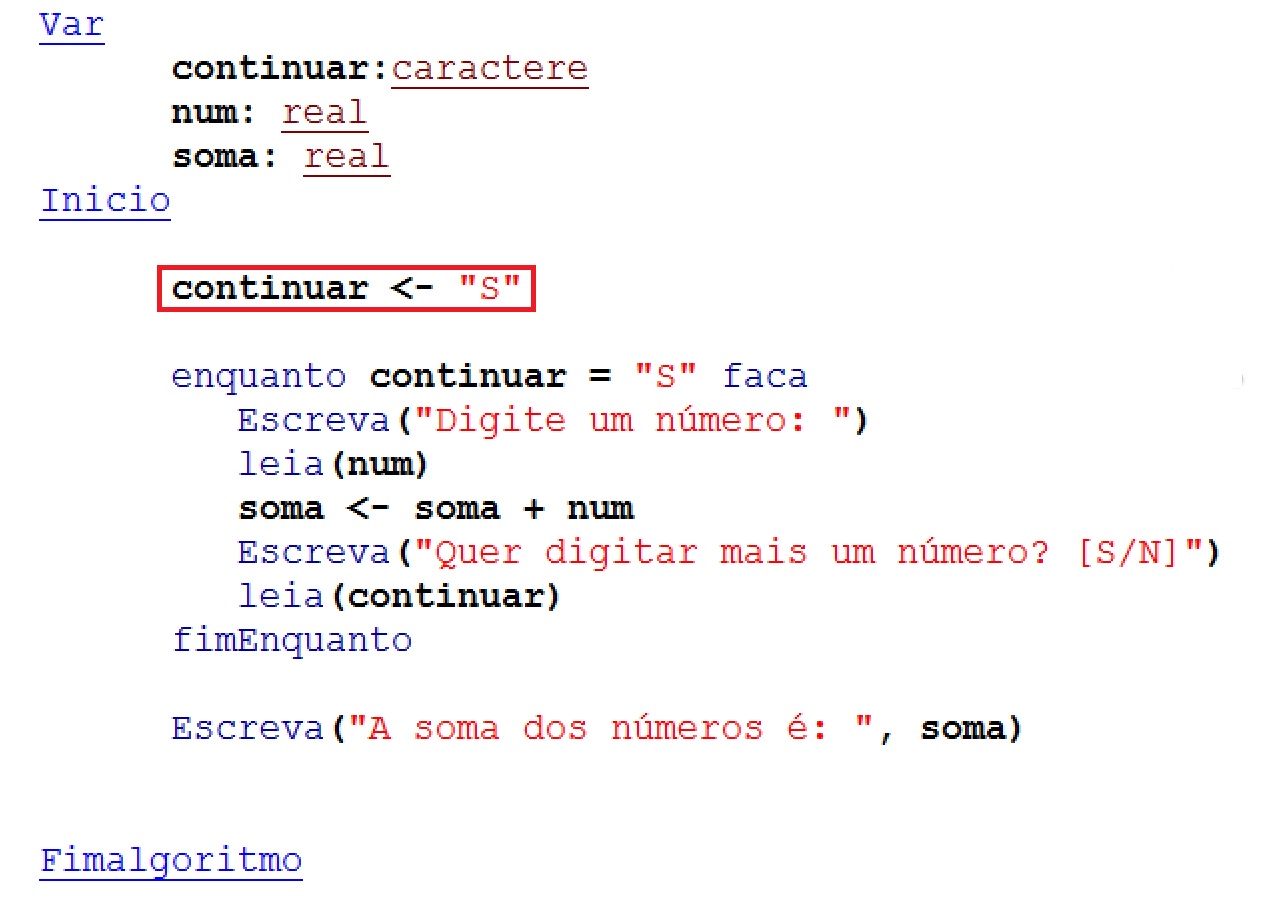 Var
continuar:caractere
num: real
soma: real
Inicio
continuar <- "S"
enquanto continuar = "S" faca
Escreva("Digite um número: ")
leia(num)
soma <- soma + num
Escreva("Quer digitar mais um número? [S/N]")
leia(continuar)
fimEnquanto
Escreva("A soma dos números é: ", soma)
Fimalgoritmo